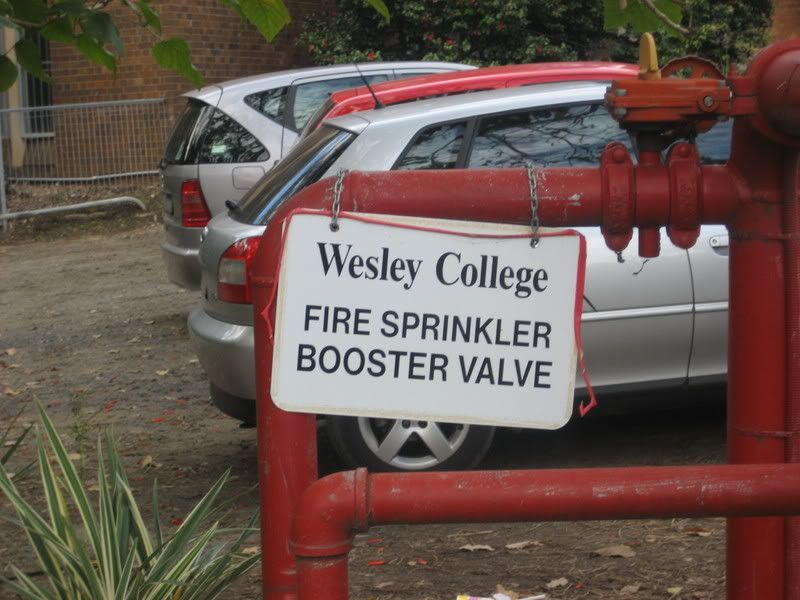 Wesley College
FIRE SPRINKLER
BOOSTER VALVE